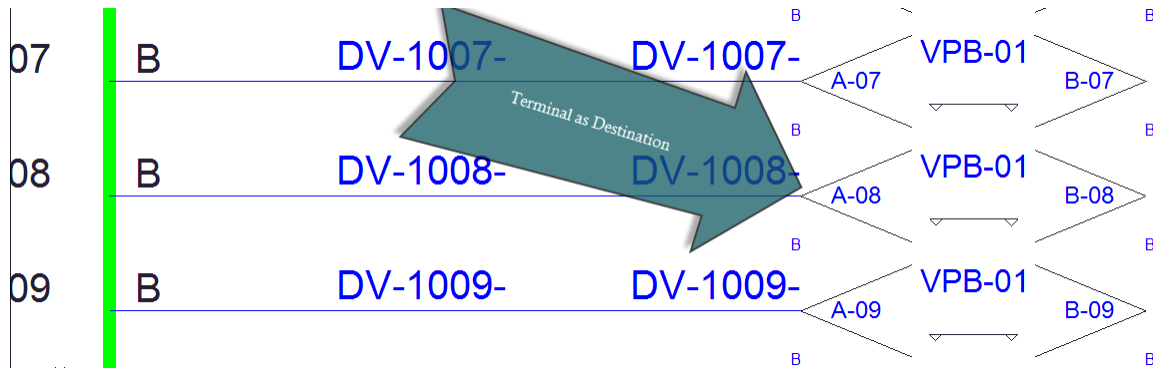 B B
07 B DV-1007- DV-1007- VPB-01
A-07 B-07
Terminal as Destination
B B
08 B DV-1008- DV-1008- VPB-01
A-08 B-08
B B
09 B DV-1009- DV-1009- VPB-01
A-09 B-09
B B